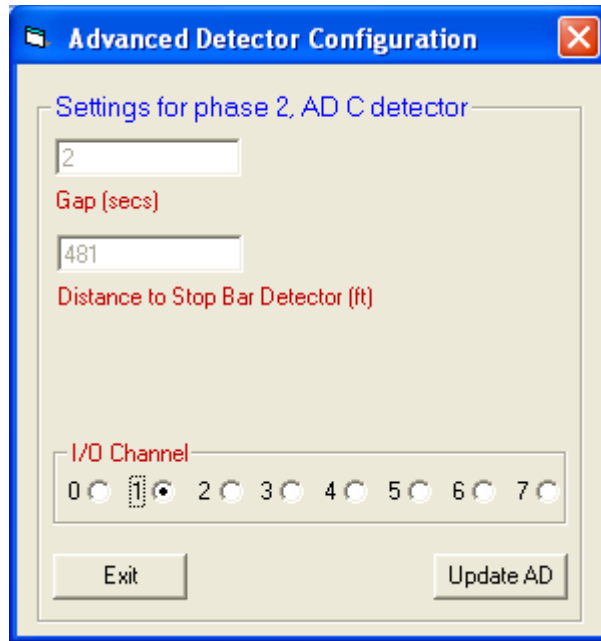 Advanced Detector Configuration
Settings for phase 2, AD C detector
2
Gap (secs)
481
Distance to Stop Bar Detector (ft)
I/O Channel
0 1 2 3 4 5 6 7
Exit Update AD